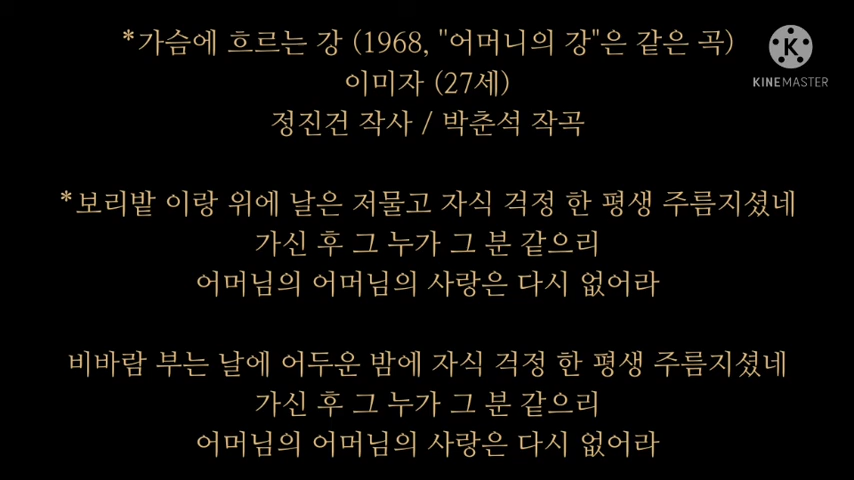 *가슴에 흐르는 강 (1968, "어머니의 강"은 같은 곡)
이미자 (27세)
정진건 작사 / 박춘석 작곡
K
KINEMASTER
*보리밭 이랑 위에 날은 저물고 자식 걱정 한 평생 주름지셨네
가신 후 그 누가 그 분 같으리
어머님의 어머님의 사랑은 다시 없어라
비바람 부는 날에 어두운 밤에 자식 걱정 한 평생 주름지셨네
가신 후 그 누가 그 분 같으리
어머님의 어머님의 사랑은 다시 없어라